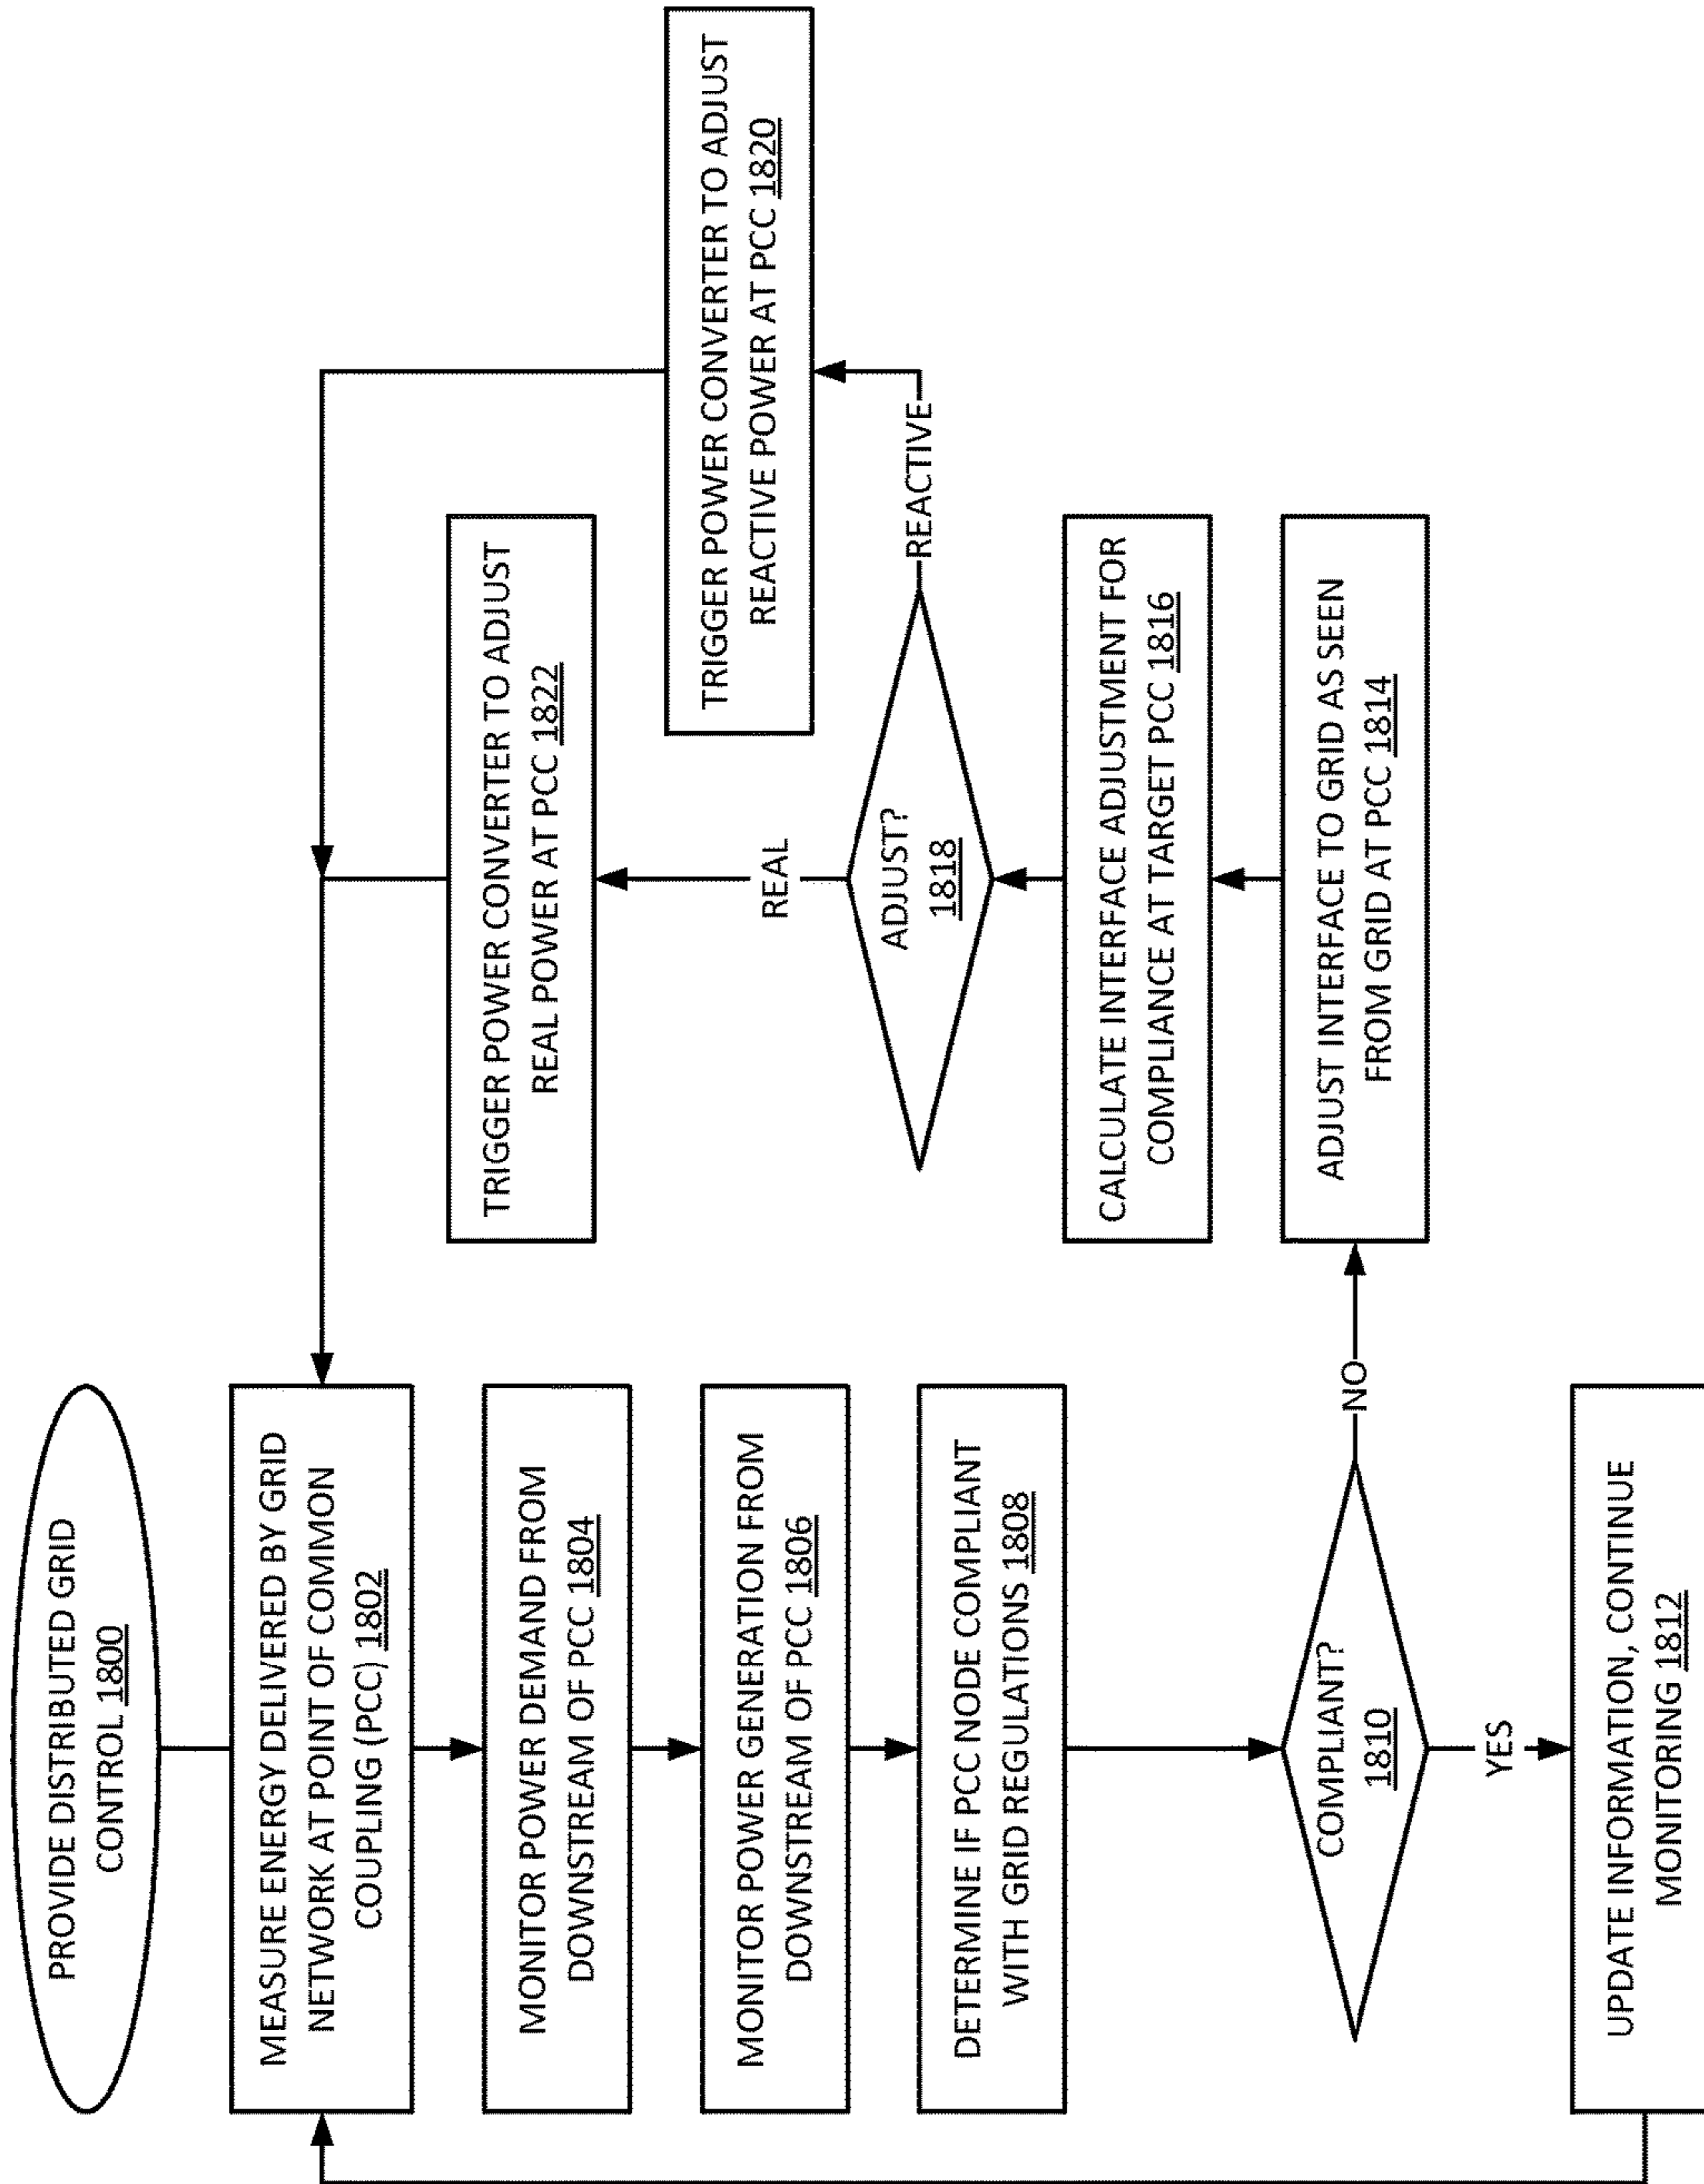 PROVIDE DISTRIBUTED GRID
CONTROL 1800
MEASURE ENERGY DELIVERED BY GRID
NETWORK AT POINT OF COMMON
COUPLING (PCC) 1802
MONITOR POWER DEMAND FROM
DOWNSTREAM OF PCC 1804
MONITOR POWER GENERATION FROM
DOWNSTREAM OF PCC 1806
DETERMINE IF PCC NODE COMPLIANT
WITH GRID REGULATIONS 1808
COMPLIANT?
1810
YES
NO
UPDATE INFORMATION, CONTINUE
MONITORING 1812
ADJUST INTERFACE TO GRID AS SEEN
FROM GRID AT PCC 1814
CALCULATE INTERFACE ADJUSTMENT FOR
COMPLIANCE AT TARGET PCC 1816
ADJUST?
1818
REACTIVE
REAL
TRIGGER POWER CONVERTER TO ADJUST
REACTIVE POWER AT PCC 1820
TRIGGER POWER CONVERTER TO ADJUST
REAL POWER AT PCC 1822